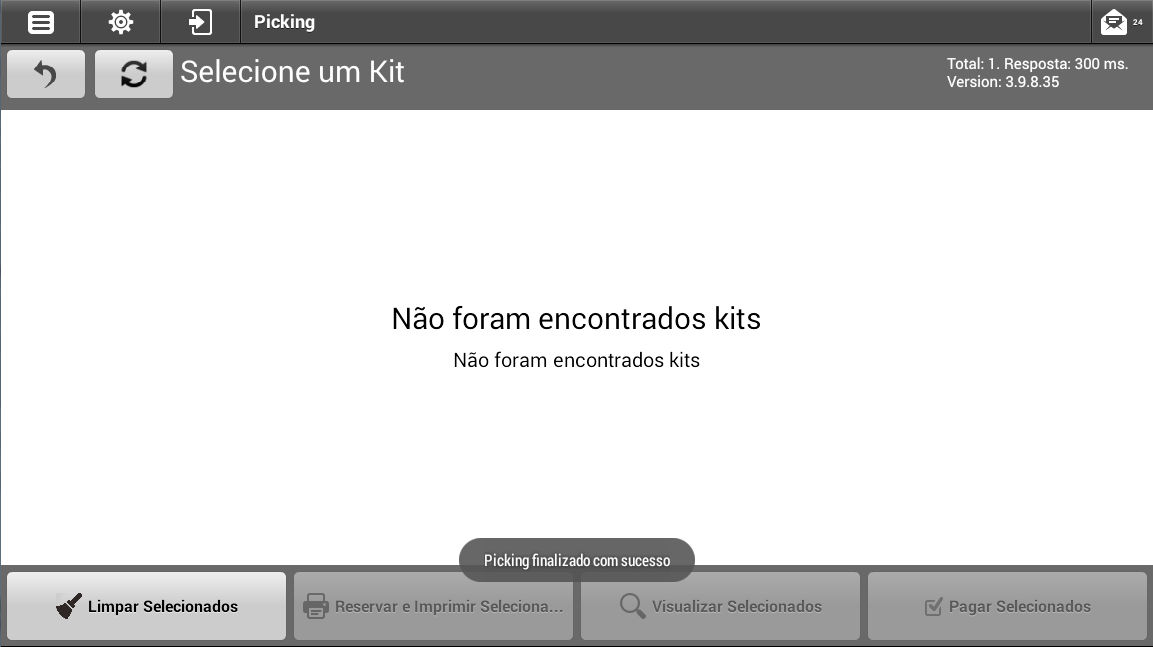 Picking
24
Selecione um Kit
Total: 1. Resposta: 300 ms.
Version: 3.9.8.35
Não foram encontrados kits
Não foram encontrados kits
Picking finalizado com sucesso
Limpar Selecionados
Reservar e Imprimir Seleciona...
Visualizar Selecionados
Pagar Selecionados